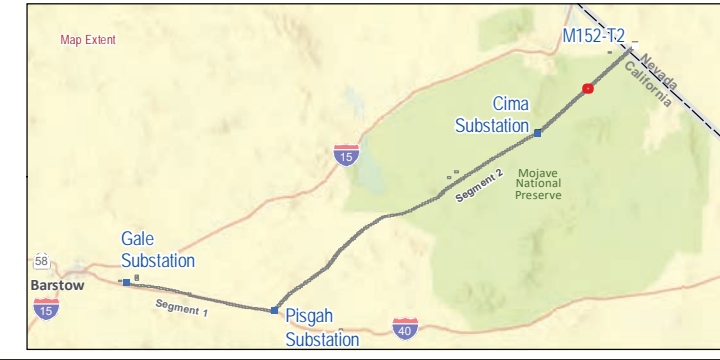 Map Extent
M152-T2
Nevada
California
Cima
Substation
15
Mojave
National
Preserve
Segment 2
Gale
Substation
58
Barstow
15
Segment 1
Pisgah
Substation
40